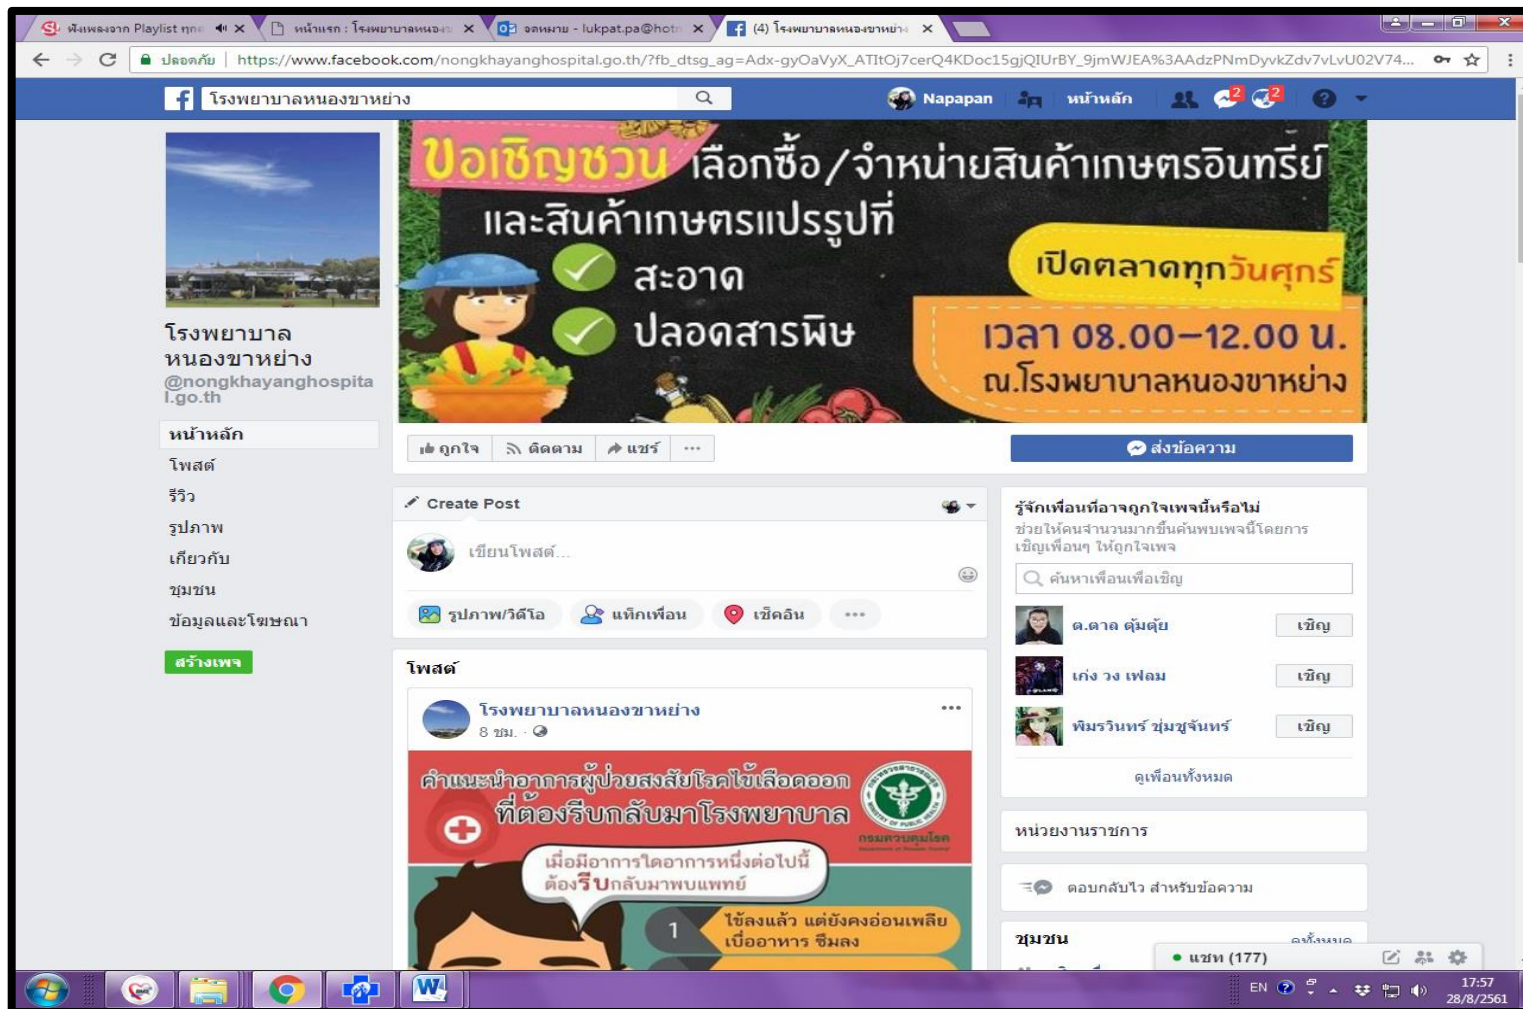 ฟังเพลงจาก Playlist ทุกส
หน้าแรก : โรงพยาบาลหนองขา
จดหมาย - lukpat.pa@hotm
(4) โรงพยาบาลหนองขาหย่าง
ปลอดภัย
https://www.facebook.com/nongkhayanghospital.go.th/?fb_dtsg_ag=Adx-gyOaVyX_ATItOj7cerQ4KDoc15gjQIUrBY_9jmWJEA%3AAdzPNmDyvkZdv7vLvU02V74...
โรงพยาบาลหนองขาหย่าง
Napapan
หน้าหลัก
2
2
ขอเชิญชวน เลือกซื้อ/จำหน่ายสินค้าเกษตรอินทรีย์
และสินค้าเกษตรแปรรูปที่
สะอาด
ปลอดสารพิษ
เปิดตลาดทุกวันศุกร์
เวลา 08.00–12.00 น.
ณ.โรงพยาบาลหนองขาหย่าง
โรงพยาบาล
หนองขาหย่าง
@nongkhayanghospita
l.go.th
หน้าหลัก
โพสต์
รีวิว
รูปภาพ
เกี่ยวกับ
ชุมชน
ข้อมูลและโฆษณา
สร้างเพจ
ถูกใจ
ติดตาม
แชร์
...
ส่งข้อความ
Create Post
เขียนโพสต์...
รูปภาพ/วิดีโอ
แท็กเพื่อน
เช็คอิน
...
โพสต์
โรงพยาบาลหนองขาหย่าง
8 ชม. ·
คำแนะนำอาการผู้ป่วยสงสัยโรคไข้เลือดออก
ที่ต้องรีบกลับมาโรงพยาบาล
กรมควบคุมโรค
เมื่อมีอาการใดอาการหนึ่งต่อไปนี้
ต้องรีบกลับมาพบแพทย์
1
ไข้ลงแล้ว แต่ยังคงอ่อนเพลีย
เบื่ออาหาร ซึมลง
รู้จักเพื่อนที่อาจถูกใจเพจนี้หรือไม่
ช่วยให้คนจำนวนมากขึ้นค้นพบเพจนี้โดยการ
เชิญเพื่อนๆ ให้ถูกใจเพจ
ค้นหาเพื่อนเพื่อเชิญ
ต.ตาล ตุ้มตุ้ย
เชิญ
เก่ง วง เฟลม
เชิญ
พิมรวินทร์ ชุ่มชูจันทร์
เชิญ
ดูเพื่อนทั้งหมด
หน่วยงานราชการ
ตอบกลับไว สำหรับข้อความ
ชุมชน
ดูทั้งหมด
แชท (177)
EN
17:57
28/8/2561